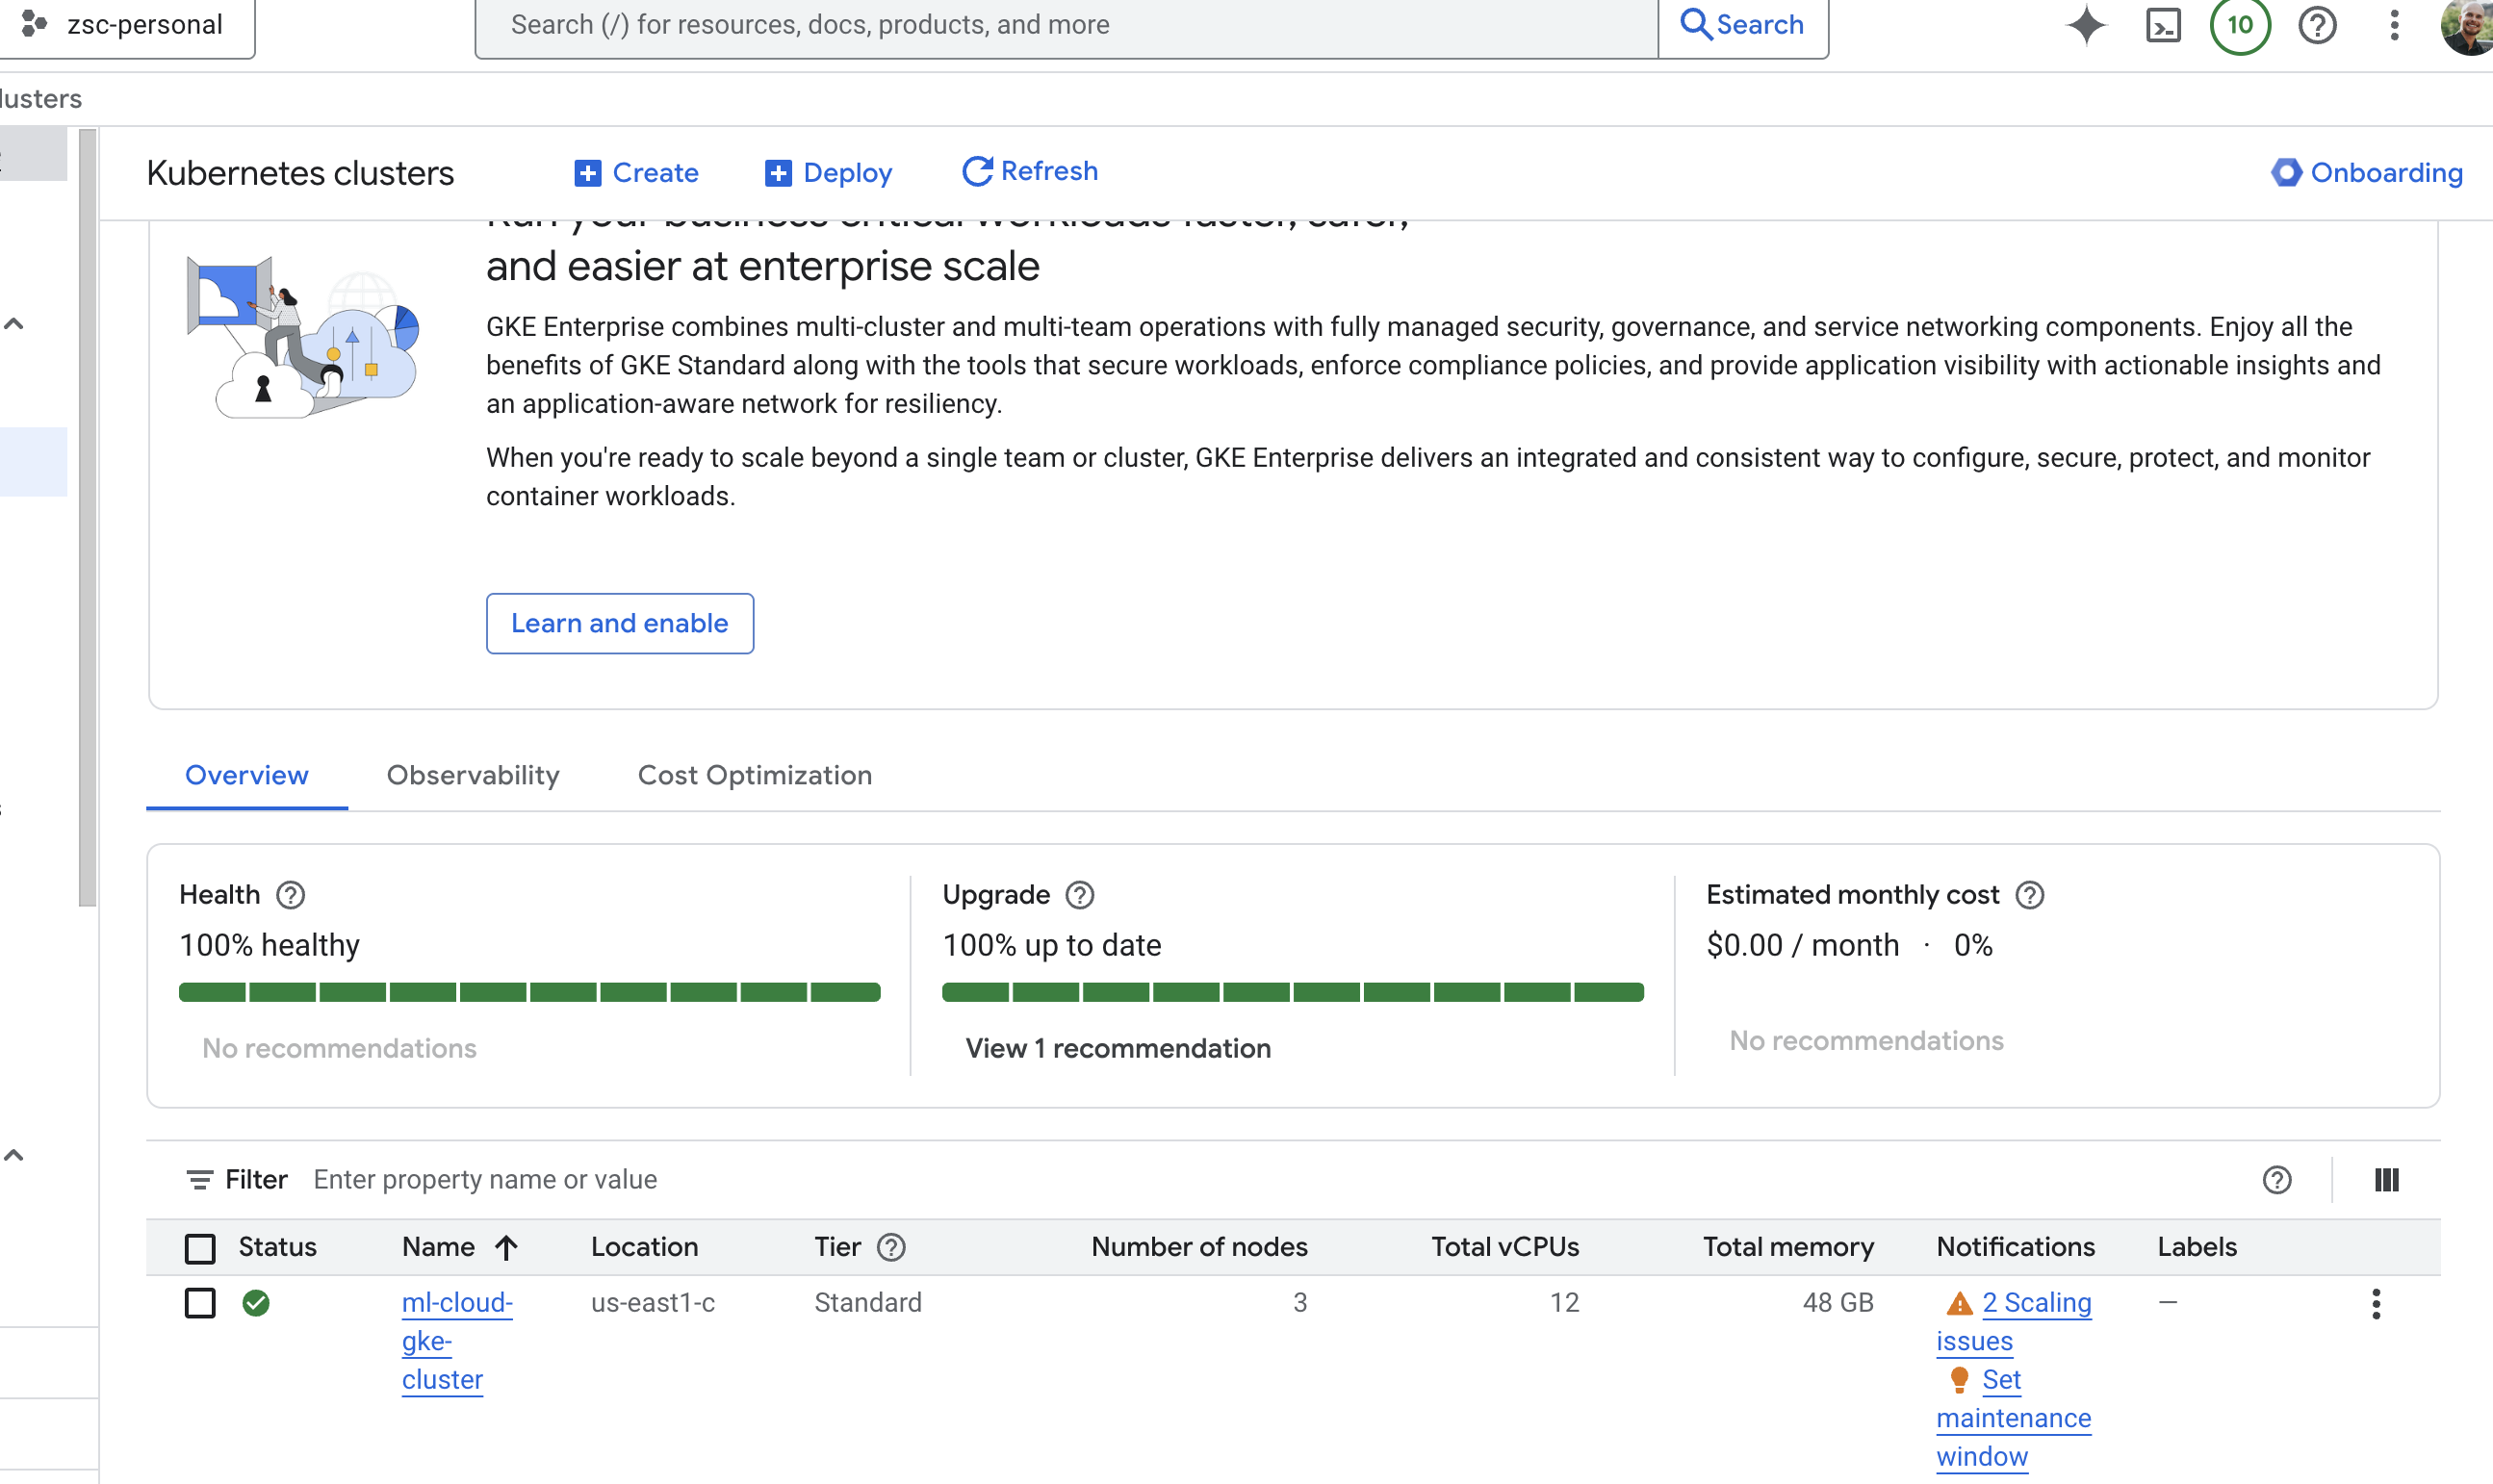 zsc-personal
Search (/) for resources, docs, products, and more
Search
10
lusters
Kubernetes clusters
Create
Deploy
Refresh
Onboarding
Run your business critical workloads faster, safer,
and easier at enterprise scale
GKE Enterprise combines multi-cluster and multi-team operations with fully managed security, governance, and service networking components. Enjoy all the
benefits of GKE Standard along with the tools that secure workloads, enforce compliance policies, and provide application visibility with actionable insights and
an application-aware network for resiliency.
When you're ready to scale beyond a single team or cluster, GKE Enterprise delivers an integrated and consistent way to configure, secure, protect, and monitor
container workloads.
Learn and enable
Overview
Observability
Cost Optimization
Health
100% healthy
No recommendations
Upgrade
100% up to date
View 1 recommendation
Estimated monthly cost
$0.00 / month · 0%
No recommendations
Filter Enter property name or value
Status Name Location Tier Number of nodes Total vCPUs Total memory Notifications Labels
ml-cloud-
gke-
cluster
us-east1-c
Standard
3
12
48 GB
2 Scaling
issues
Set
maintenance
window
—